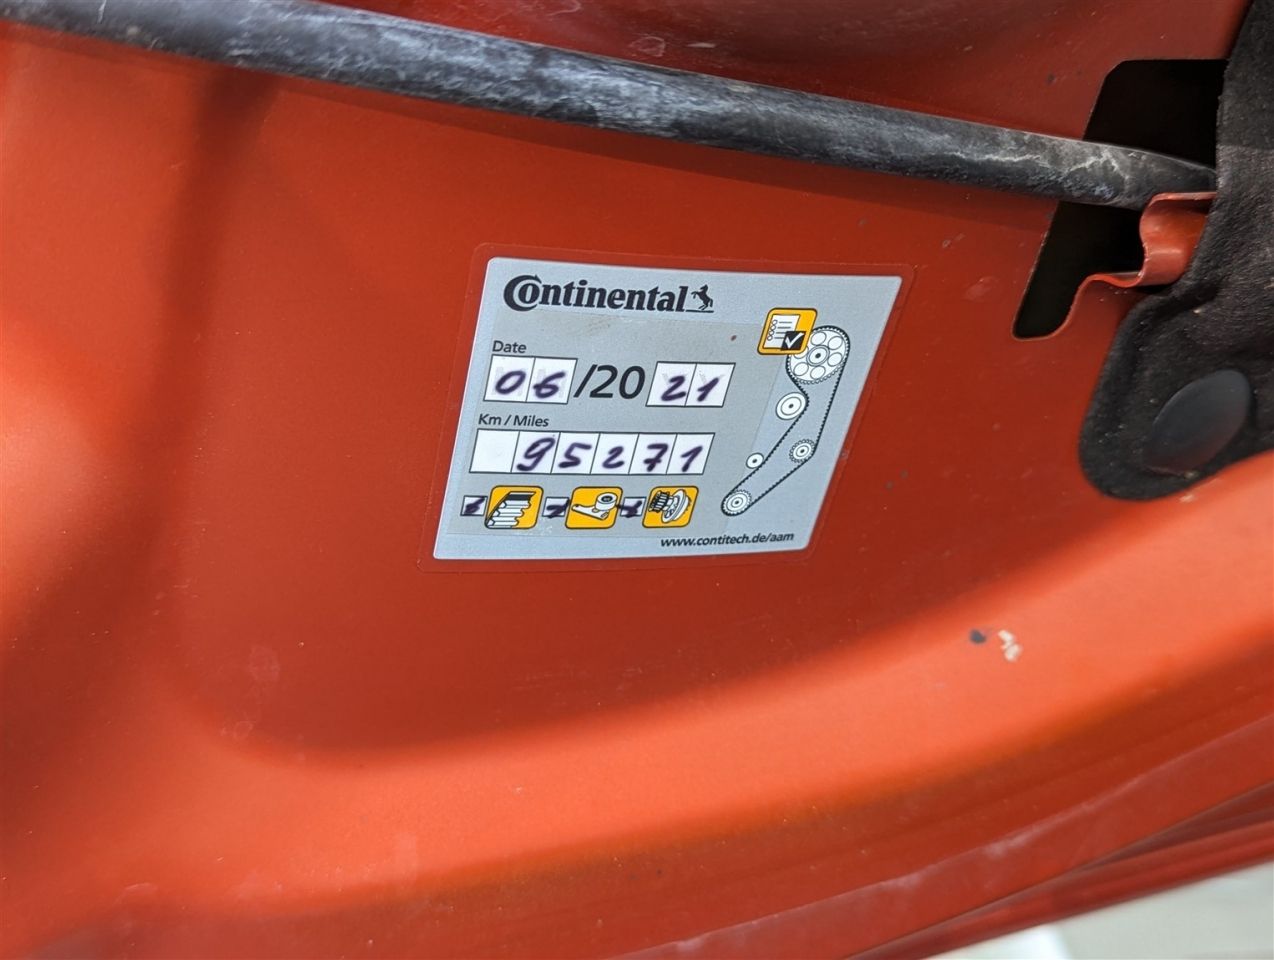 Continental
Date
06/2021
Km / Miles
95271
www.contitech.de/aam